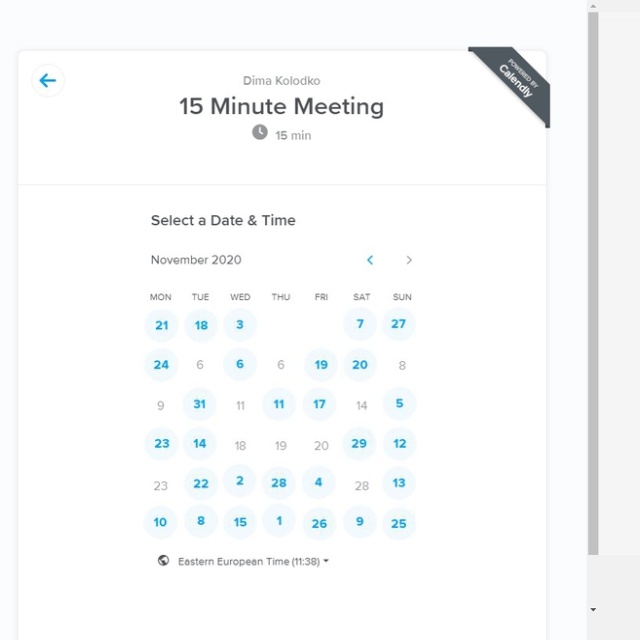 Dima Kolodko
POWERED BY
Calendly
15 Minute Meeting
15 min
Select a Date & Time
November 2020
MON TUE WED THU FRI SAT SUN
21 18 3 7 27
24 6 6 6 19 20 8
9 31 11 11 17 14 5
23 14 18 19 20 29 12
23 22 2 28 4 28 13
10 8 15 1 26 9 25
Eastern European Time (11:38)